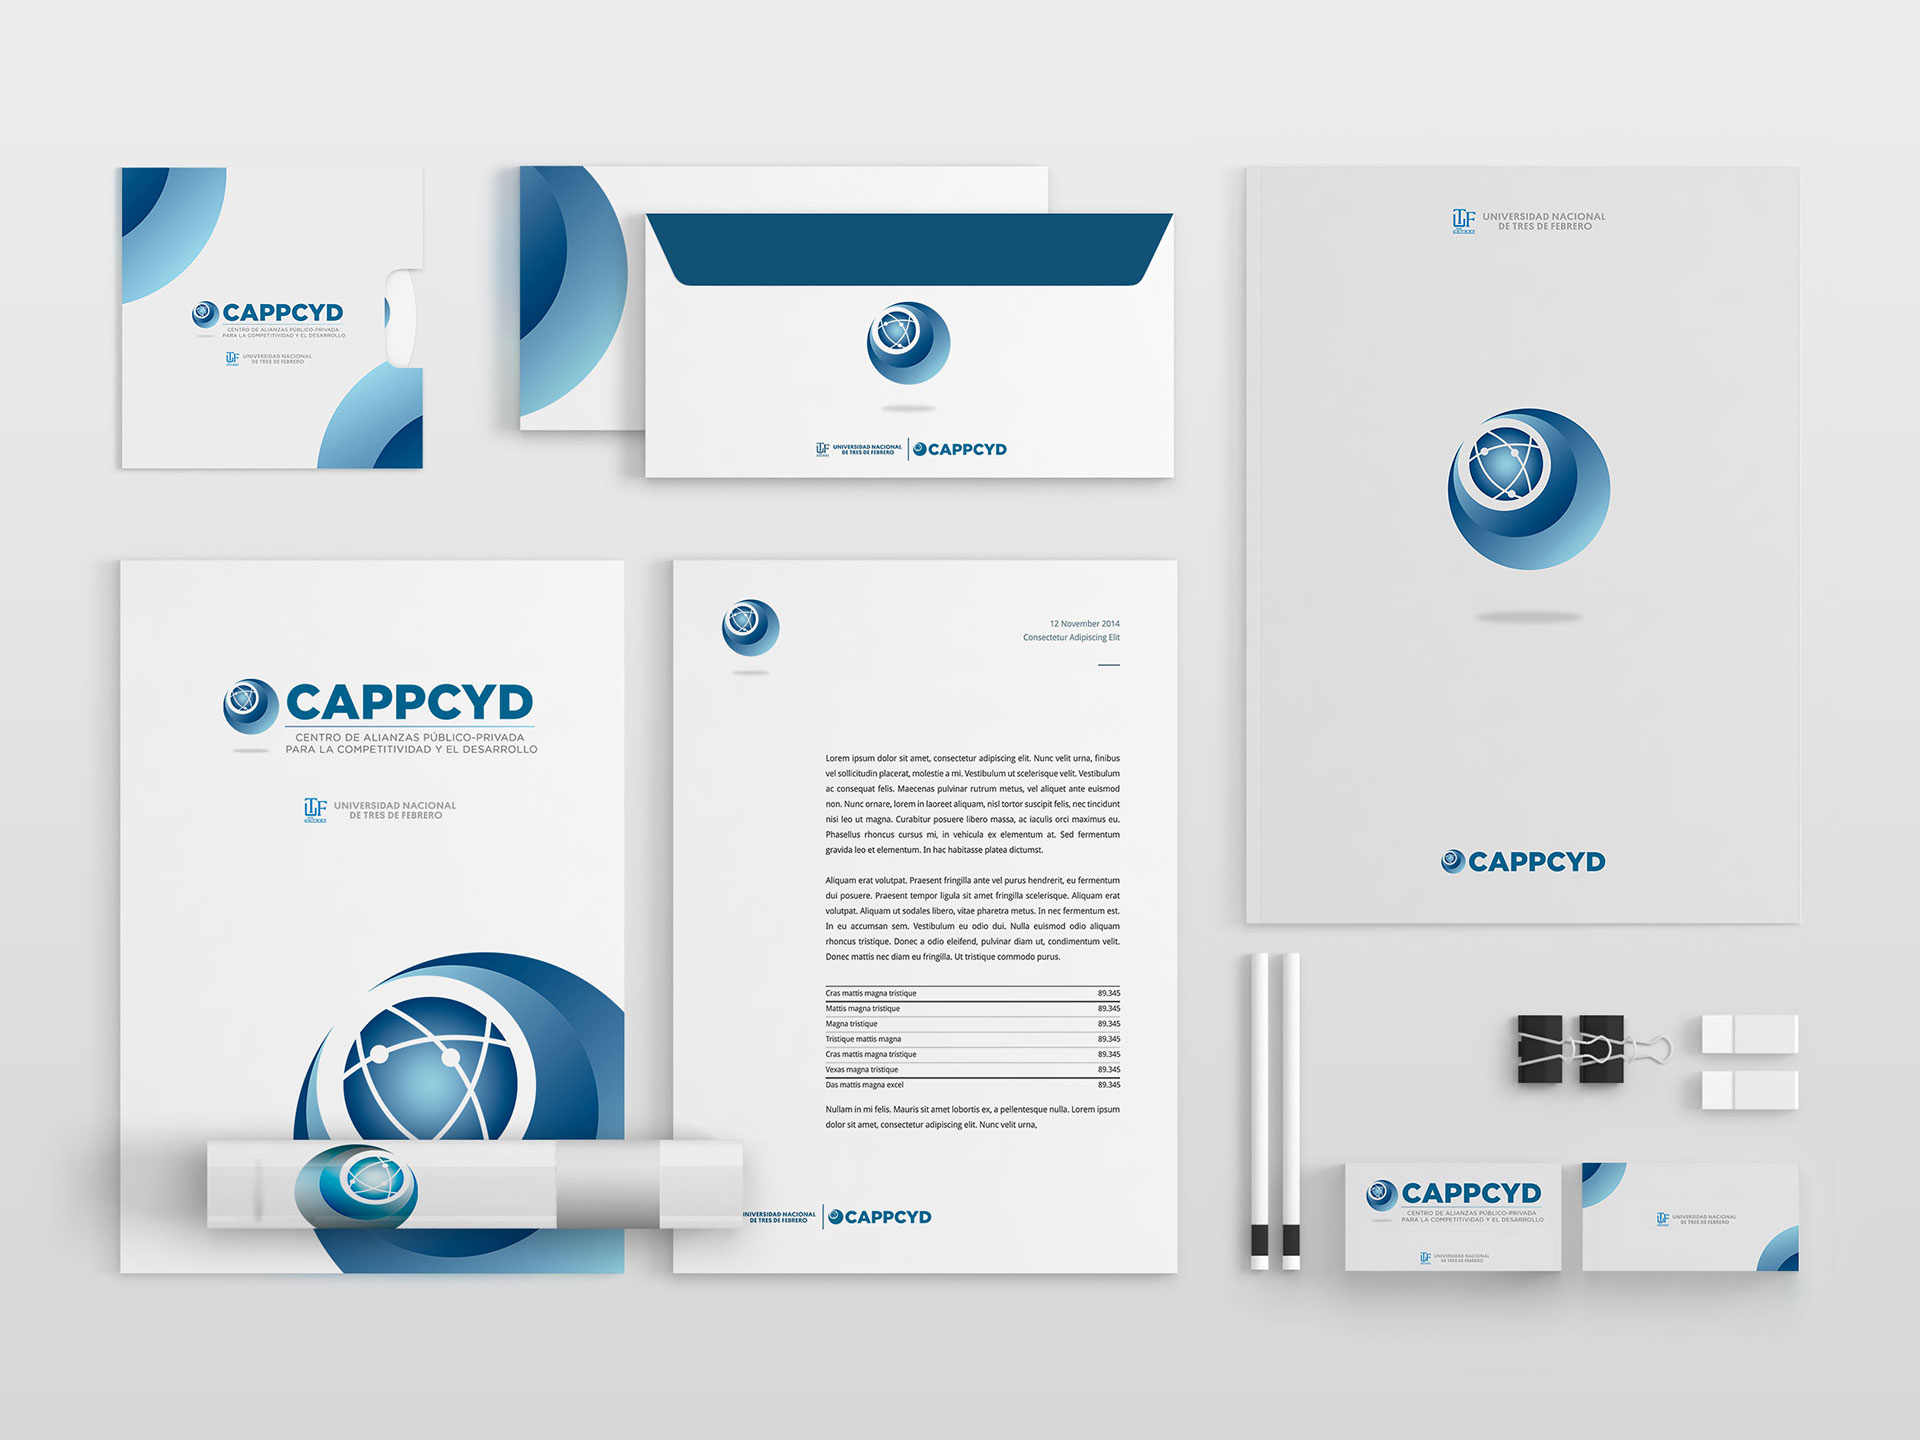 CAPPCYD
CENTRO DE ALIANZAS PÚBLICO-PRIVADA
PARA LA COMPETITIVIDAD Y EL DESARROLLO
UNIVERSIDAD NACIONAL
DE TRES DE FEBRERO
UNIVERSIDAD NACIONAL
DE TRES DE FEBRERO
CAPPCYD
UNIVERSIDAD NACIONAL
DE TRES DE FEBRERO
CAPPCYD
CAPPCYD
CENTRO DE ALIANZAS PÚBLICO-PRIVADA
PARA LA COMPETITIVIDAD Y EL DESARROLLO
UNIVERSIDAD NACIONAL
DE TRES DE FEBRERO
12 November 2014
Consectetur Adipiscing Elit
Lorem ipsum dolor sit amet, consectetur adipiscing elit. Nunc velit urna, finibus
vel sollicitudin placerat, molestie a mi. Vestibulum ut scelerisque velit. Vestibulum
ac consequat felis. Maecenas pulvinar rutrum metus, vel aliquet ante euismod
non. Nunc ornare, lorem in laoreet aliquam, nisl tortor suscipit felis, nec tincidunt
nisi leo ut magna. Curabitur posuere libero massa, ac iaculis orci maximus eu.
Phasellus rhoncus cursus mi, in vehicula ex elementum at. Sed fermentum
gravida leo et elementum. In hac habitasse platea dictumst.
Aliquam erat volutpat. Praesent fringilla ante vel purus hendrerit, eu fermentum
dui posuere. Praesent tempor ligula sit amet fringilla scelerisque. Aliquam erat
volutpat. Aliquam ut sodales libero, vitae pharetra metus. In nec fermentum est.
In eu accumsan sem. Vestibulum eu odio dui. Nulla euismod odio aliquam
rhoncus tristique. Donec a odio eleifend, pulvinar diam ut, condimentum velit.
Donec mattis nec diam eu fringilla. Ut tristique commodo purus.
Cras mattis magna tristique 89.345
Mattis magna tristique 89.345
Magna tristique 89.345
Tristique mattis magna 89.345
Cras mattis magna tristique 89.345
Vexas magna tristique 89.345
Das mattis magna excel 89.345
Nullam in mi felis. Mauris sit amet lobortis ex, a pellentesque nulla. Lorem ipsum
dolor sit amet, consectetur adipiscing elit. Nunc velit urna,
NIVERSIDAD NACIONAL
DE TRES DE FEBRERO
CAPPCYD
CAPPCYD
CENTRO DE ALIANZAS PÚBLICO-PRIVADA
PARA LA COMPETITIVIDAD Y EL DESARROLLO
UNIVERSIDAD NACIONAL
DE TRES DE FEBRERO
UNIVERSIDAD NACIONAL
DE TRES DE FEBRERO